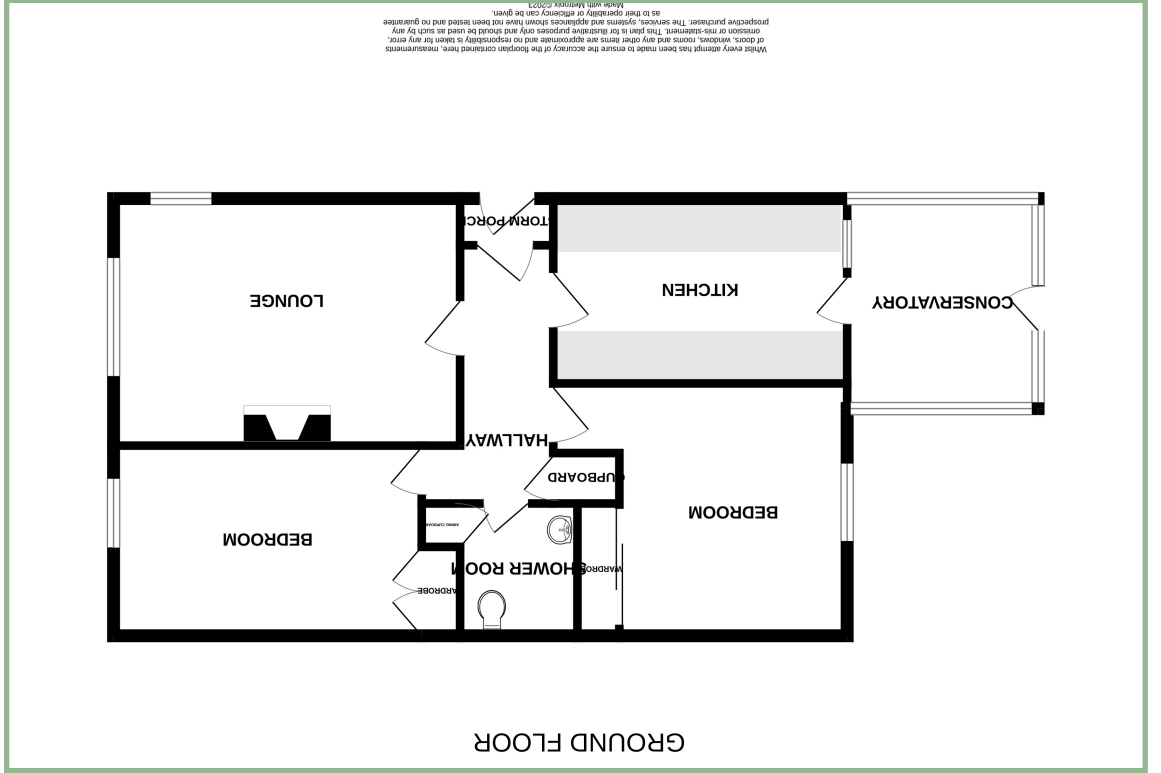 GROUND FLOOR
WARDROBE
SHOWER ROOM
WARDROBE
BEDROOM
AIRING CUPBOARD
BEDROOM
CUPBOARD
HALLWAY
CONSERVATORY
LOUNGE
KITCHEN
STORM PORCH
Whilst every attempt has been made to ensure the accuracy of the floorplan contained here, measurements
of doors, windows, rooms and any other items are approximate and no responsibility is taken for any error,
omission or mis-statement. This plan is for illustrative purposes only and should be used as such by any
prospective purchaser. The services, systems and appliances shown have not been tested and no guarantee
as to their operability or efficiency can be given.
Made with Metropix ©2023